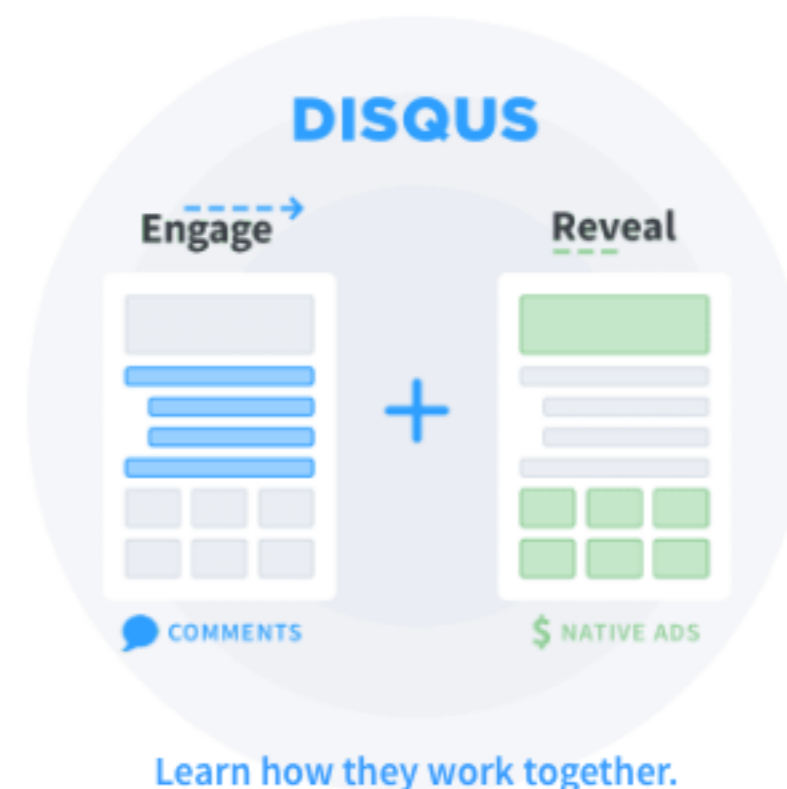 DISQUS
Engage
Reveal
COMMENTS
$ NATIVE ADS
Learn how they work together.